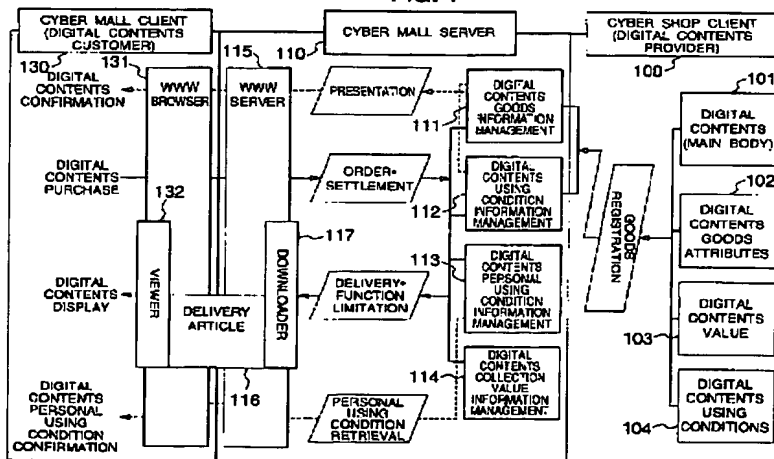 CYBER MALL CLIENT
(DIGITAL CONTENTS
CUSTOMER)
130
CYBER MALL SERVER
110
CYBER SHOP CLIENT
(DIGITAL CONTENTS
PROVIDER)
100
DIGITAL
CONTENTS
CONFIRMATION
131
WWW
BROWSER
115
WWW
SERVER
PRESENTATION
DIGITAL
CONTENTS
GOODS
INFORMATION
MANAGEMENT
111
101
DIGITAL
CONTENTS
(MAIN BODY)
DIGITAL
CONTENTS
PURCHASE
132
ORDER•
SETTLEMENT
DIGITAL
CONTENTS
USING
CONDITION
INFORMATION
MANAGEMENT
112
102
DIGITAL
CONTENTS
GOODS
ATTRIBUTES
GOODS
REGISTRATION
117
DIGITAL
CONTENTS
DISPLAY
VIEWER
DELIVERY
ARTICLE
DOWNLOADER
DELIVERY•
FUNCTION
LIMITATION
113
DIGITAL
CONTENTS
PERSONAL
USING
CONDITION
INFORMATION
MANAGEMENT
DIGITAL
CONTENTS
VALUE
103
116
114
DIGITAL
CONTENTS
COLLECTION
VALUE
INFORMATION
MANAGEMENT
DIGITAL
CONTENTS
PERSONAL
USING
CONDITION
CONFIRMATION
PERSONAL
USING
CONDITION
RETRIEVAL
DIGITAL
CONTENTS
USING
CONDITIONS
104